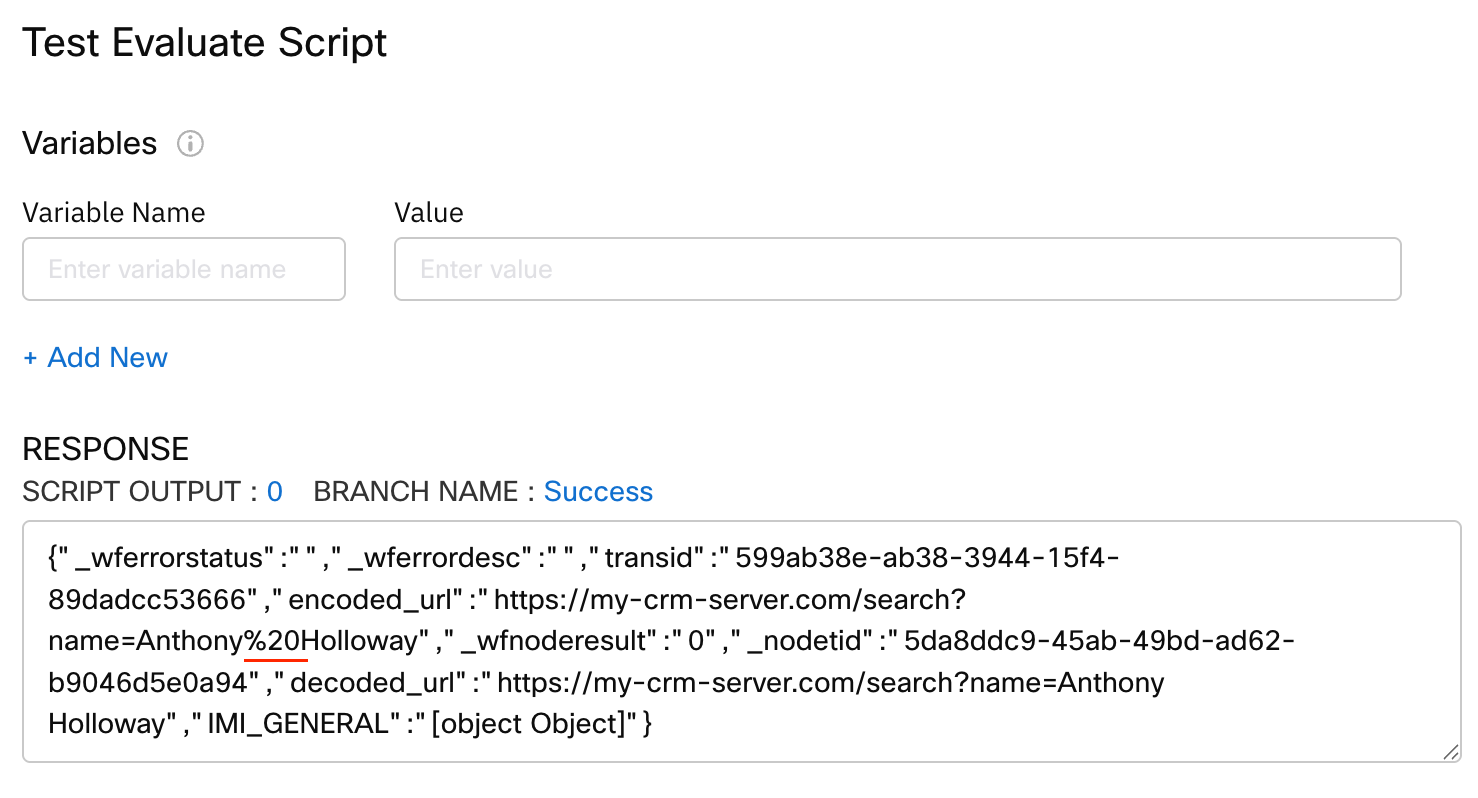 Test Evaluate Script
Variables
Variable Name Value
Enter variable name Enter value
+ Add New
RESPONSE
SCRIPT OUTPUT : 0 BRANCH NAME : Success
{" _wferrorstatus" :" " ," _wferrordesc" :" " ," transid" :" 599ab38e-ab38-3944-15f4-
89dadcc53666" ," encoded_url" :" https://my-crm-server.com/search?
name=Anthony%20Holloway" ," _wfnoderesult" :" 0" ," _nodetid" :" 5da8ddc9-45ab-49bd-ad62-
b9046d5e0a94" ," decoded_url" :" https://my-crm-server.com/search?name=Anthony
Holloway" ," IMI_GENERAL" :" [object Object]" }